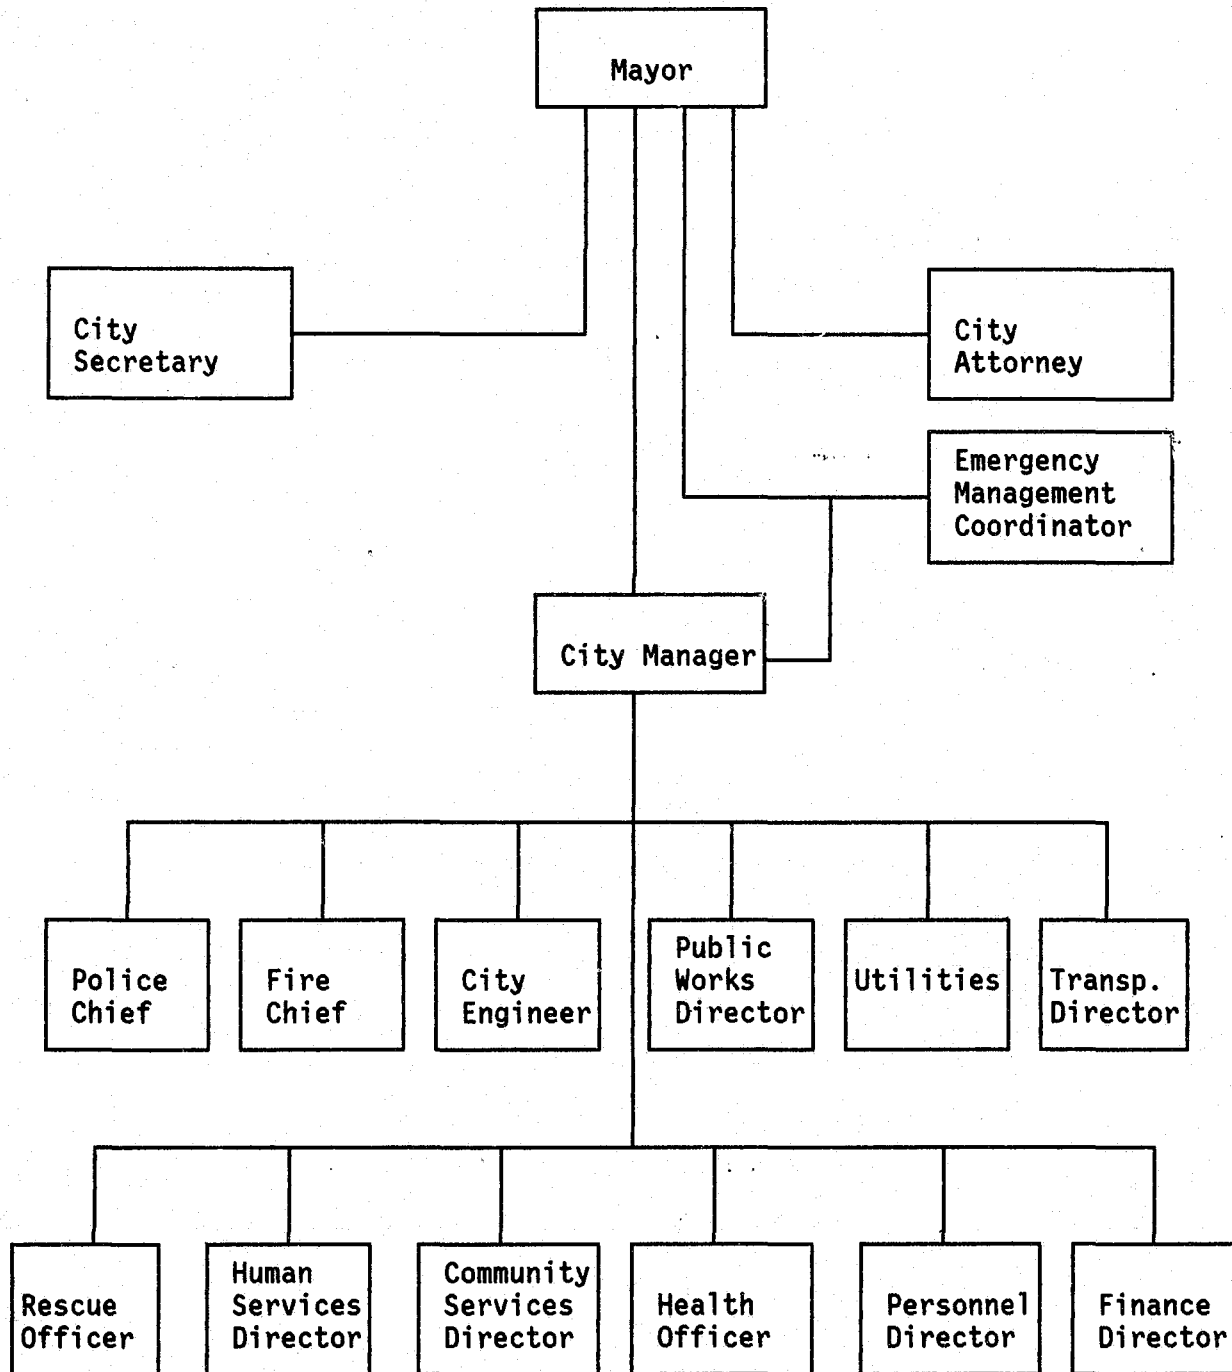 Mayor
City
Secretary
City
Attorney
Emergency
Management
Coordinator
City Manager
Police
Chief
Fire
Chief
City
Engineer
Public
Works
Director
Utilities
Transp.
Director
Rescue
Officer
Human
Services
Director
Community
Services
Director
Health
Officer
Personnel
Director
Finance
Director